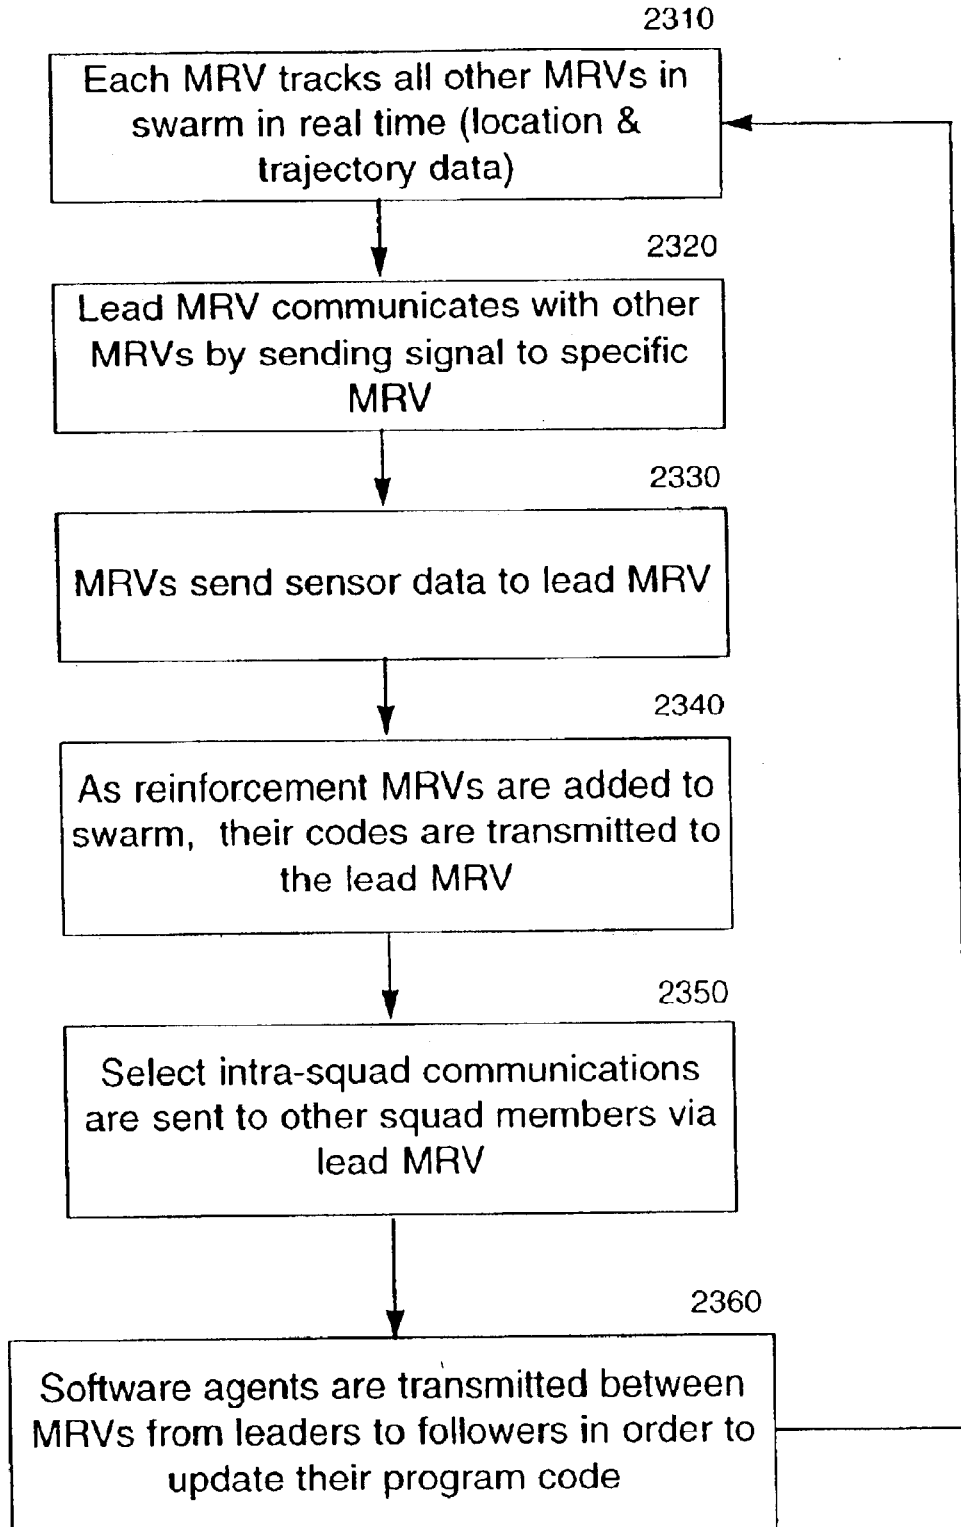 2310
Each MRV tracks all other MRVs in
swarm in real time (location &
trajectory data)
2320
Lead MRV communicates with other
MRVs by sending signal to specific
MRV
2330
MRVs send sensor data to lead MRV
2340
As reinforcement MRVs are added to
swarm, their codes are transmitted to
the lead MRV
2350
Select intra-squad communications
are sent to other squad members via
lead MRV
2360
Software agents are transmitted between
MRVs from leaders to followers in order to
update their program code